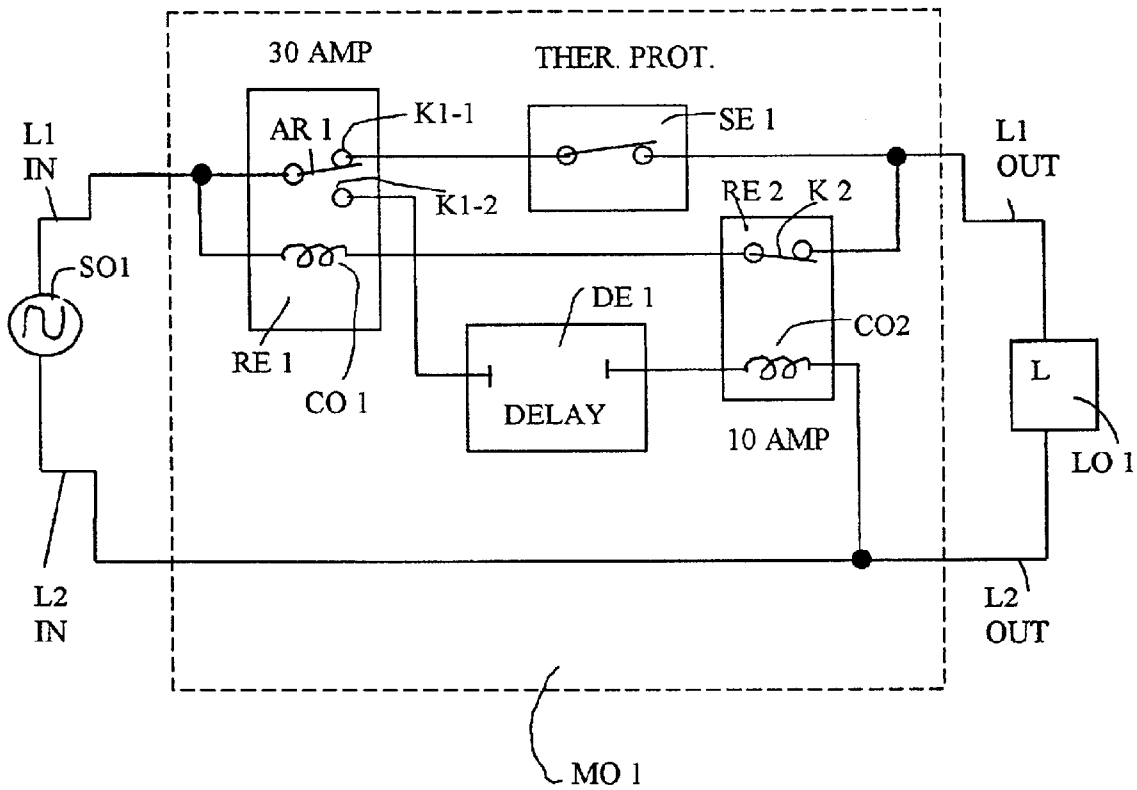 30 AMP
THER. PROT.
L1
IN
AR 1
K1-1
SE 1
L1
OUT
K1-2
RE 2
K 2
SO1
DE 1
CO2
RE 1
CO 1
L
DELAY
10 AMP
LO 1
L2
IN
L2
OUT
MO 1